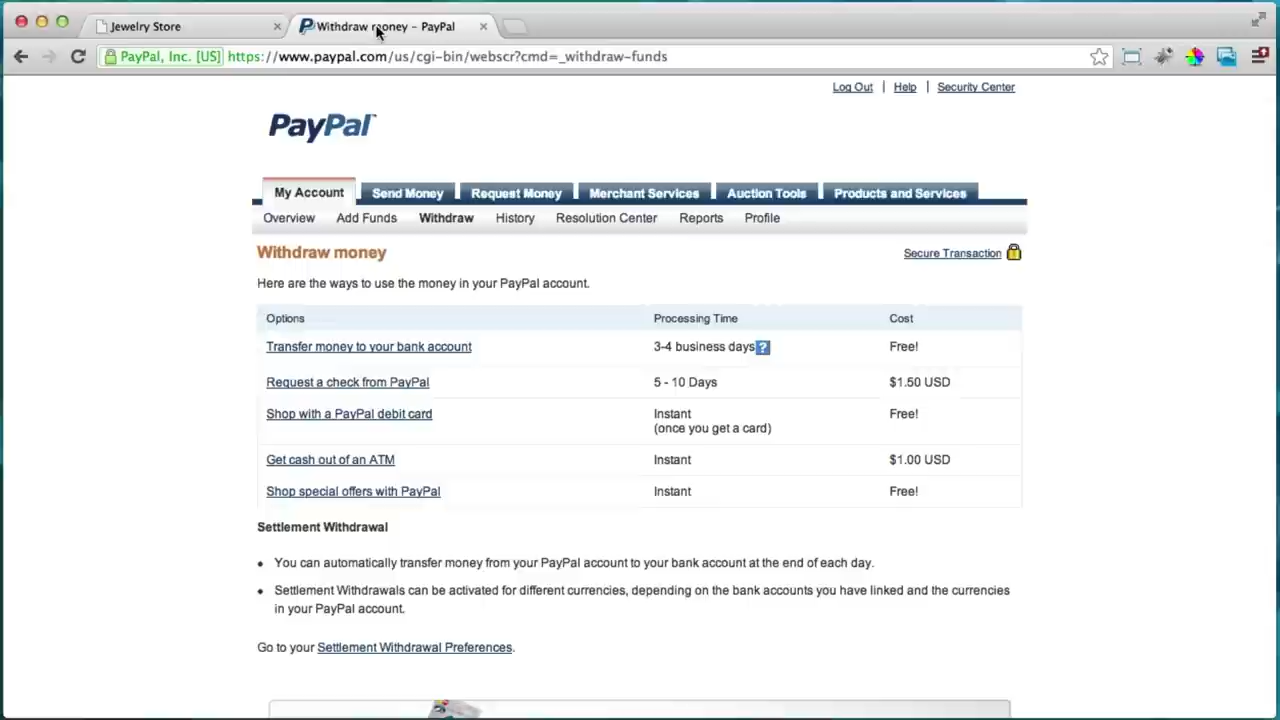 Jewelry Store
Withdraw money - PayPal
PayPal, Inc. [US] https://www.paypal.com/us/cgi-bin/webscr?cmd=_withdraw-funds
Log Out | Help | Security Center
PayPal™
My Account Send Money Request Money Merchant Services Auction Tools Products and Services
Overview Add Funds Withdraw History Resolution Center Reports Profile
Withdraw money
Secure Transaction
Here are the ways to use the money in your PayPal account.
Options Processing Time Cost
Transfer money to your bank account 3-4 business days ? Free!
Request a check from PayPal 5 - 10 Days $1.50 USD
Shop with a PayPal debit card Instant Free!
(once you get a card)
Get cash out of an ATM Instant $1.00 USD
Shop special offers with PayPal Instant Free!
Settlement Withdrawal
• You can automatically transfer money from your PayPal account to your bank account at the end of each day.
• Settlement Withdrawals can be activated for different currencies, depending on the bank accounts you have linked and the currencies
in your PayPal account.
Go to your Settlement Withdrawal Preferences.